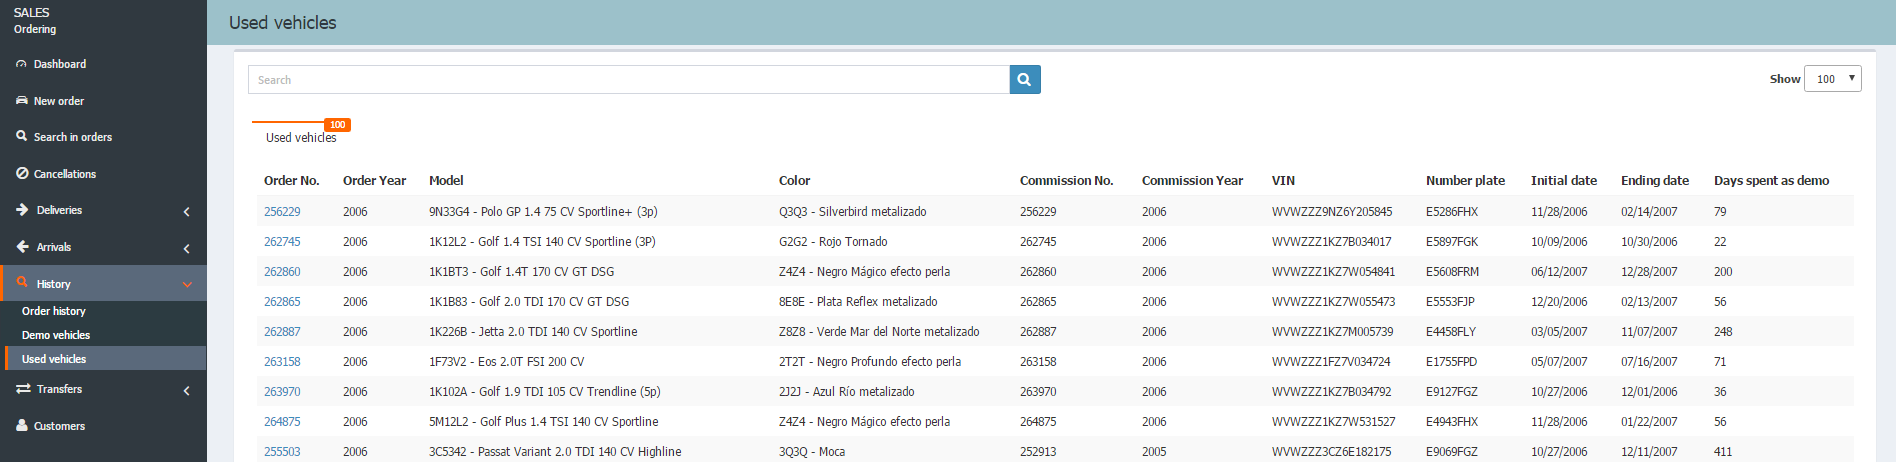 SALES
Ordering
Dashboard
New order
Search in orders
Cancellations
Deliveries
Arrivals
History
Order history
Demo vehicles
Used vehicles
Transfers
Customers
Used vehicles
Search
Show 100
Used vehicles 100
Order No. Order Year Model Color Commission No. Commission Year VIN Number plate Initial date Ending date Days spent as demo
256229 2006 9N33G4 - Polo GP 1.4 75 CV Sportline+ (3p) Q3Q3 - Silverbird metalizado 256229 2006 WVWZZZ9NZ6Y205845 E5286FHX 11/28/2006 02/14/2007 79
262745 2006 1K12L2 - Golf 1.4 TSI 140 CV Sportline (3P) G2G2 - Rojo Tornado 262745 2006 WVWZZZ1KZ7B034017 E5897FGK 10/09/2006 10/30/2006 22
262860 2006 1K1BT3 - Golf 1.4T 170 CV GT DSG Z4Z4 - Negro Mágico efecto perla 262860 2006 WVWZZZ1KZ7W054841 E5608FRM 06/12/2007 12/28/2007 200
262865 2006 1K1B83 - Golf 2.0 TDI 170 CV GT DSG 8E8E - Plata Reflex metalizado 262865 2006 WVWZZZ1KZ7W055473 E5553FJP 12/20/2006 02/13/2007 56
262887 2006 1K226B - Jetta 2.0 TDI 140 CV Sportline Z8Z8 - Verde Mar del Norte metalizado 262887 2006 WVWZZZ1KZ7M005739 E4458FLY 03/05/2007 11/07/2007 248
263158 2006 1F73V2 - Eos 2.0T FSI 200 CV 2T2T - Negro Profundo efecto perla 263158 2006 WVWZZZ1FZ7V034724 E1755FPD 05/07/2007 07/16/2007 71
263970 2006 1K102A - Golf 1.9 TDI 105 CV Trendline (5p) 2J2J - Azul Río metalizado 263970 2006 WVWZZZ1KZ7B034792 E9127FGZ 10/27/2006 12/01/2006 36
264875 2006 5M12L2 - Golf Plus 1.4 TSI 140 CV Sportline Z4Z4 - Negro Mágico efecto perla 264875 2006 WVWZZZ1KZ7W531527 E4943FHX 11/28/2006 01/22/2007 56
255503 2006 3C5342 - Passat Variant 2.0 TDI 140 CV Highline 3Q3Q - Moca 252913 2005 WVWZZZ3CZ6E182175 E9069FGZ 10/27/2006 12/11/2007 411